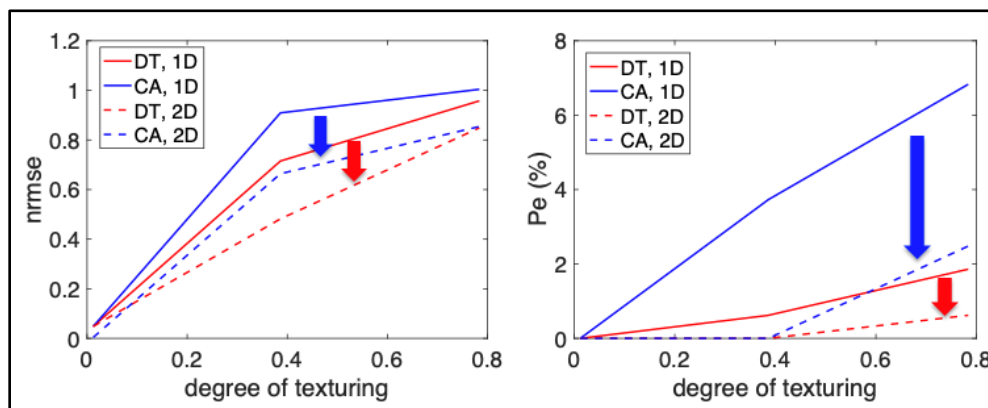 1.2
1
0.8
0.6
0.4
0.2
0
nrmse
DT, 1D
CA, 1D
DT, 2D
CA, 2D
0 0.2 0.4 0.6 0.8
degree of texturing
8
6
4
2
0
Pe (%)
DT, 1D
CA, 1D
DT, 2D
CA, 2D
0 0.2 0.4 0.6 0.8
degree of texturing